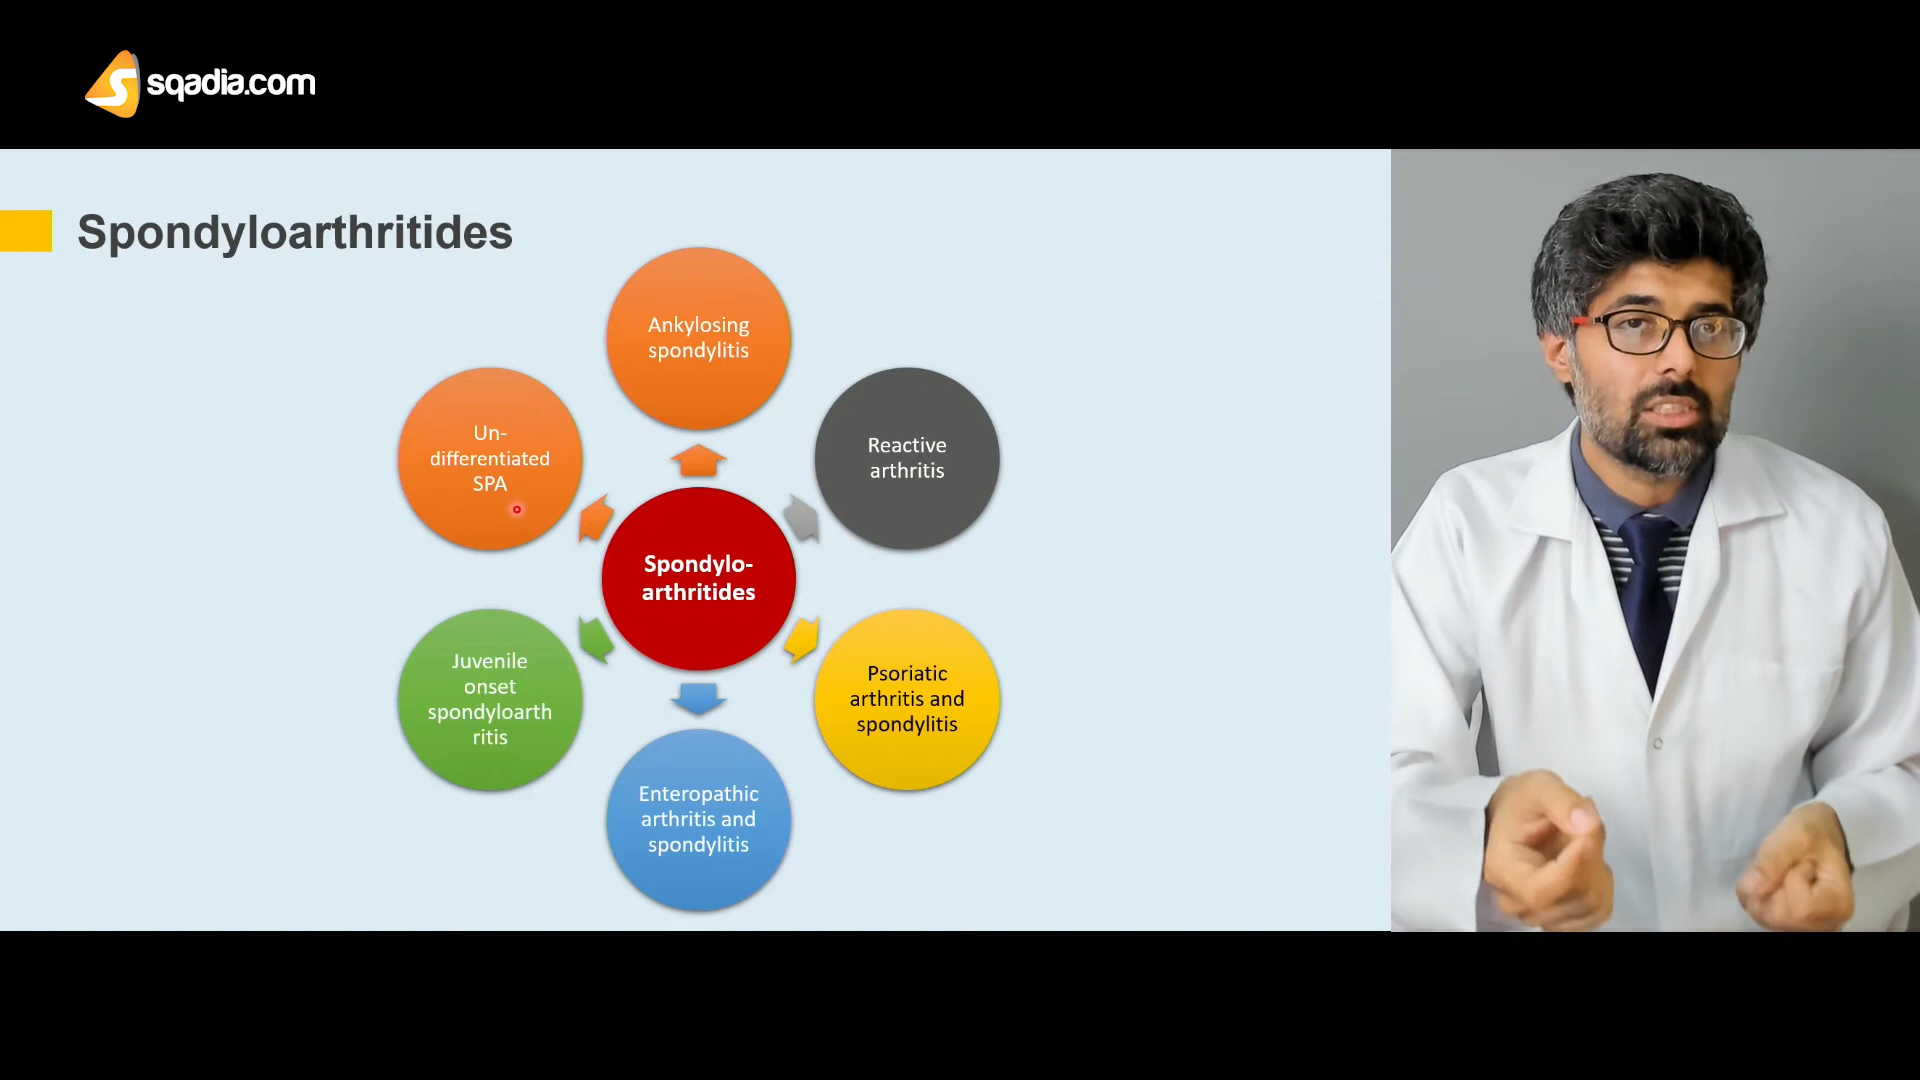 sqadia.com
Spondyloarthritides
Ankylosing
spondylitis
Reactive
arthritis
Psoriatic
arthritis and
spondylitis
Enteropathic
arthritis and
spondylitis
Juvenile
onset
spondyloarth
ritis
Un-
differentiated
SPA
Spondylo-
arthritides